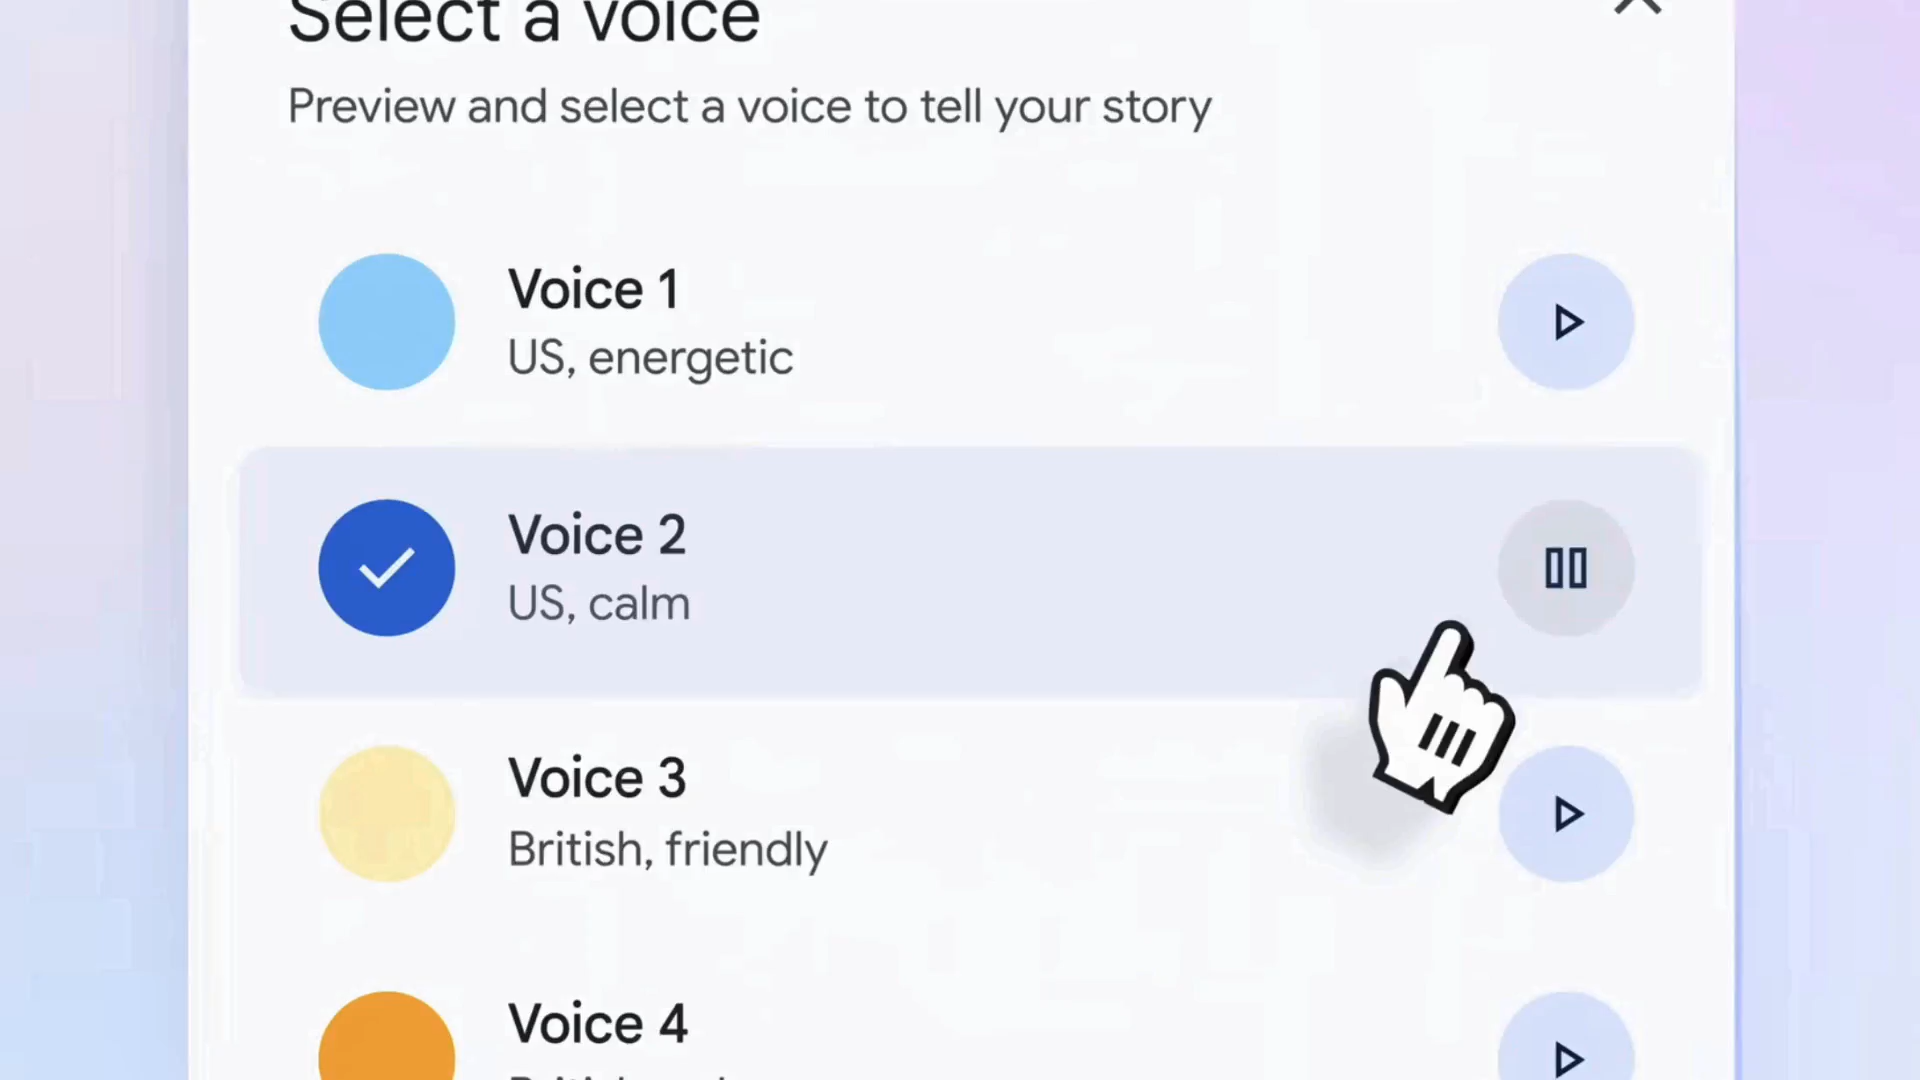 Select a voice
Preview and select a voice to tell your story
Voice 1
US, energetic
Voice 2
US, calm
Voice 3
British, friendly
Voice 4